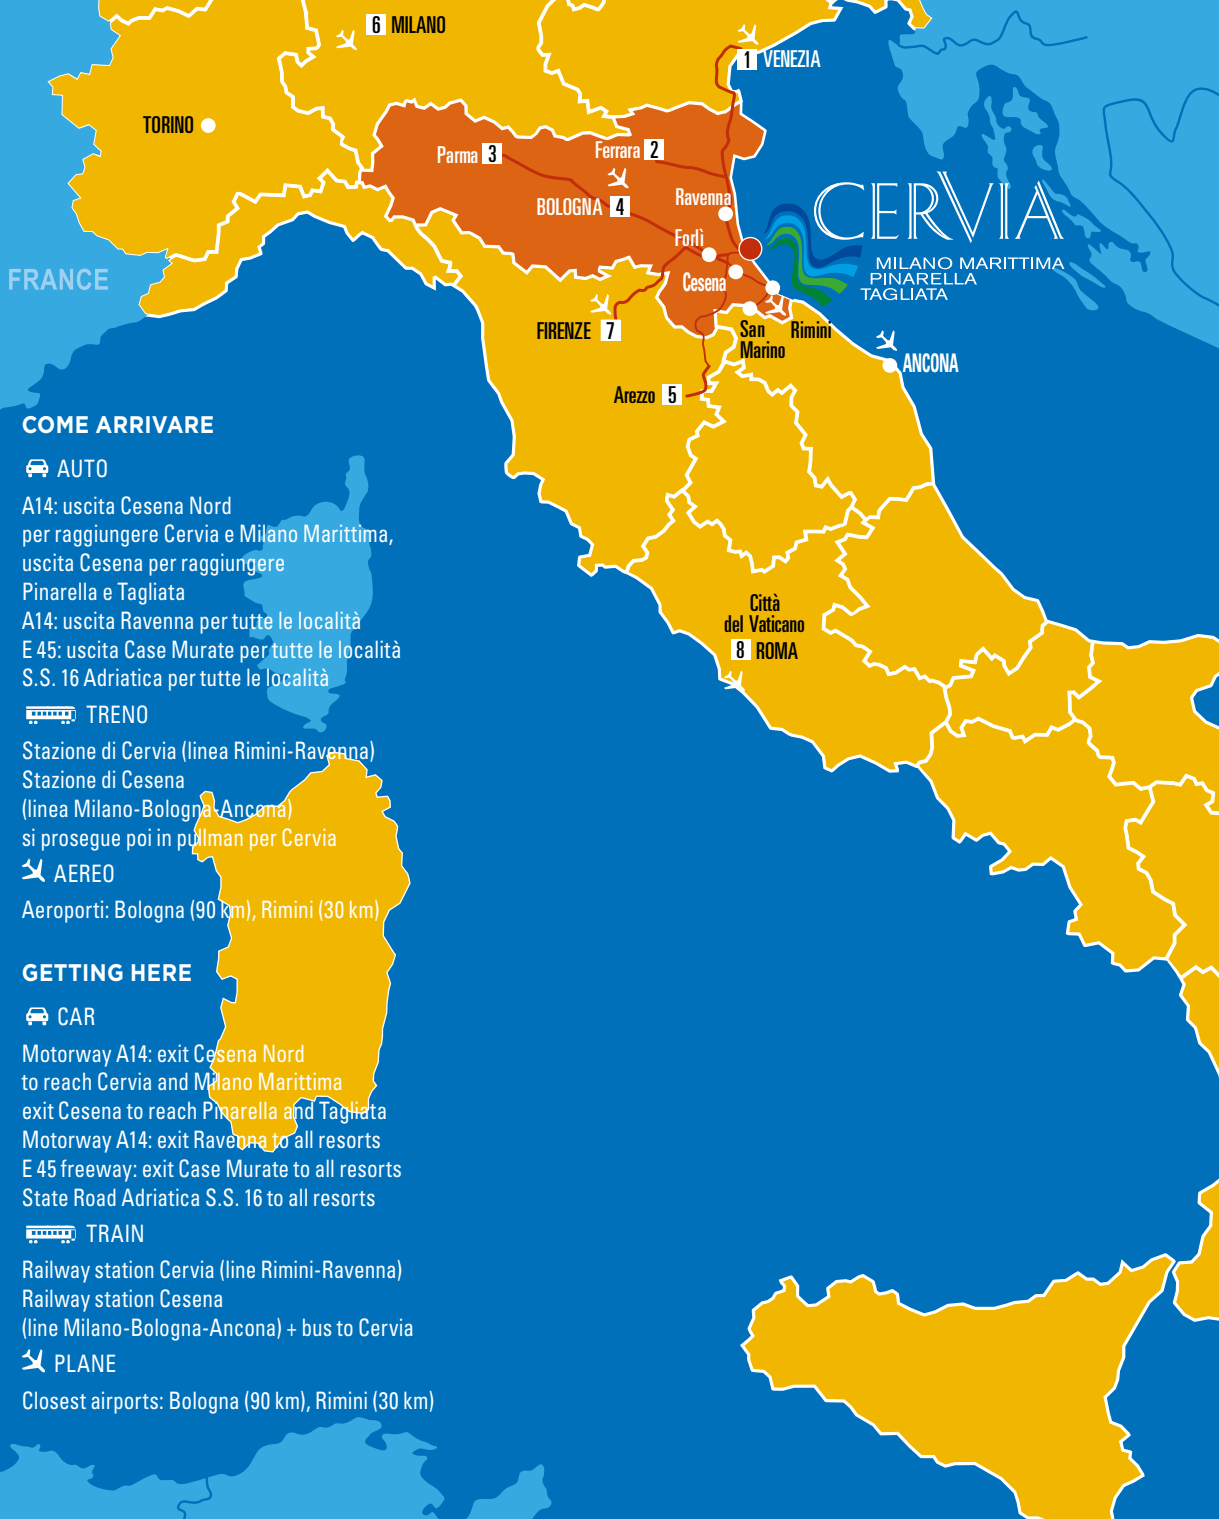 6 MILANO
1 VENEZIA
TORINO
Parma 3
Ferrara 2
BOLOGNA 4
Ravenna
Forlì
Cesena
CERVIA
MILANO MARITTIMA
PINARELLA
TAGLIATA
FRANCE
FIRENZE 7
San
Marino
Rimini
ANCONA
Arezzo 5
Città
del Vaticano
8 ROMA
COME ARRIVARE
AUTO
A14: uscita Cesena Nord
per raggiungere Cervia e Milano Marittima,
uscita Cesena per raggiungere
Pinarella e Tagliata
A14: uscita Ravenna per tutte le località
E 45: uscita Case Murate per tutte le località
S.S. 16 Adriatica per tutte le località
TRENO
Stazione di Cervia (linea Rimini-Ravenna)
Stazione di Cesena
(linea Milano-Bologna-Ancona)
si prosegue poi in pullman per Cervia
AEREO
Aeroporti: Bologna (90 km), Rimini (30 km)
GETTING HERE
CAR
Motorway A14: exit Cesena Nord
to reach Cervia and Milano Marittima
exit Cesena to reach Pinarella and Tagliata
Motorway A14: exit Ravenna to all resorts
E 45 freeway: exit Case Murate to all resorts
State Road Adriatica S.S. 16 to all resorts
TRAIN
Railway station Cervia (line Rimini-Ravenna)
Railway station Cesena
(line Milano-Bologna-Ancona) + bus to Cervia
PLANE
Closest airports: Bologna (90 km), Rimini (30 km)